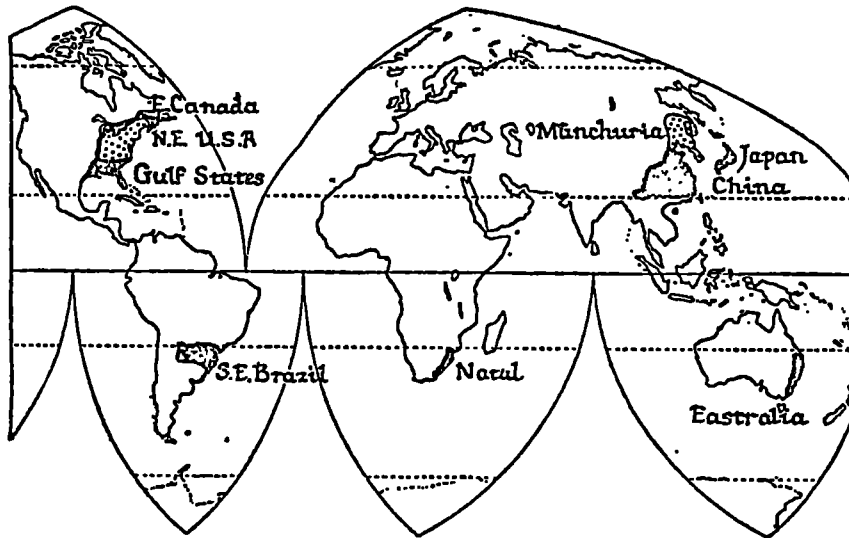 E. Canada
N.E. U.S.A
Gulf States
Manchuria
Japan
China
S.E. Brazil
Natal
Eastralia